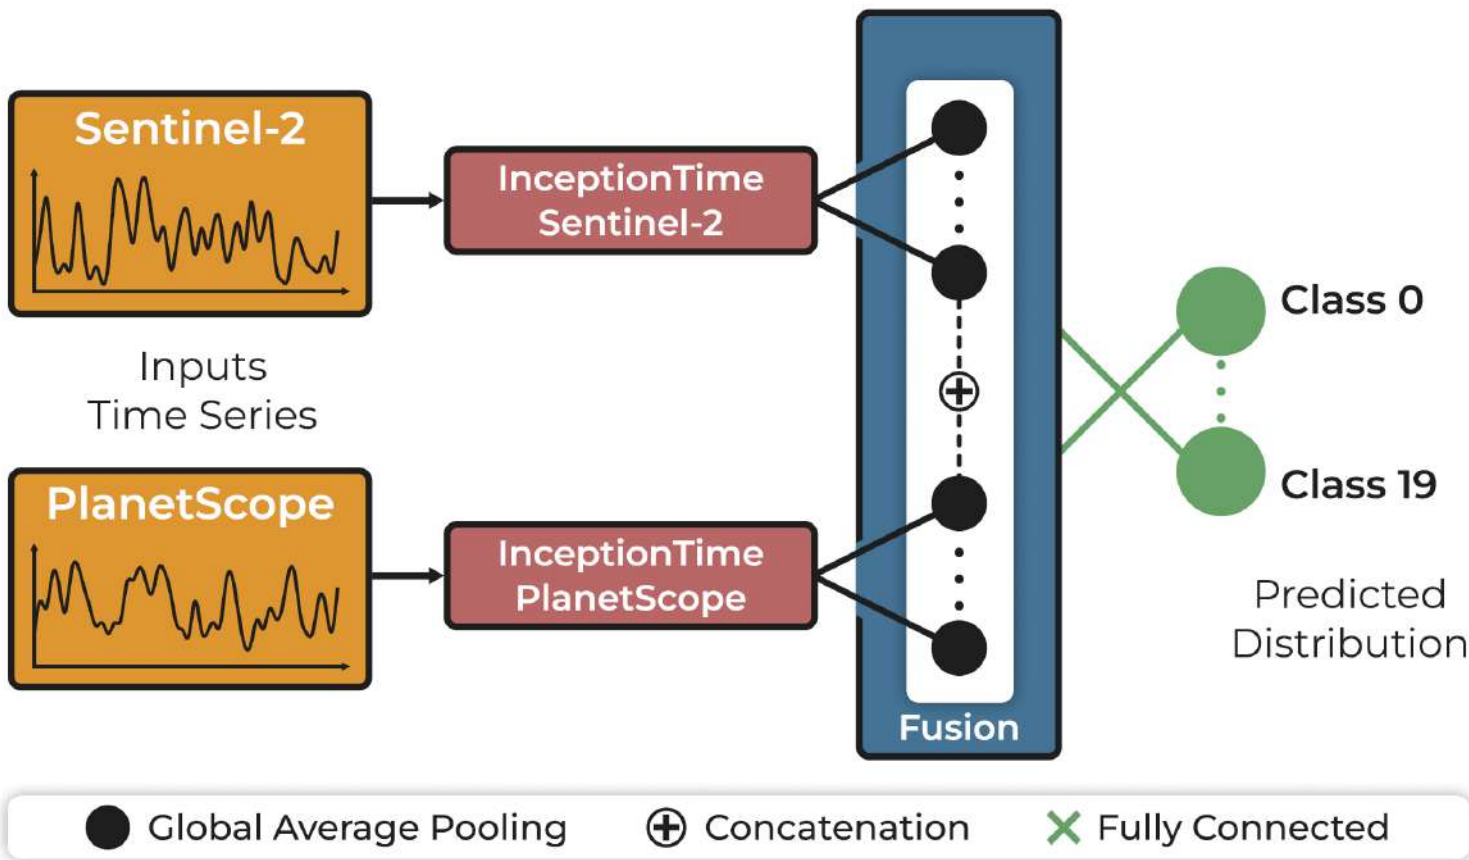 Sentinel-2
InceptionTime
Sentinel-2
Inputs
Time Series
PlanetScope
InceptionTime
PlanetScope
Fusion
Class 0
Class 19
Predicted
Distribution
Global Average Pooling
Concatenation
Fully Connected